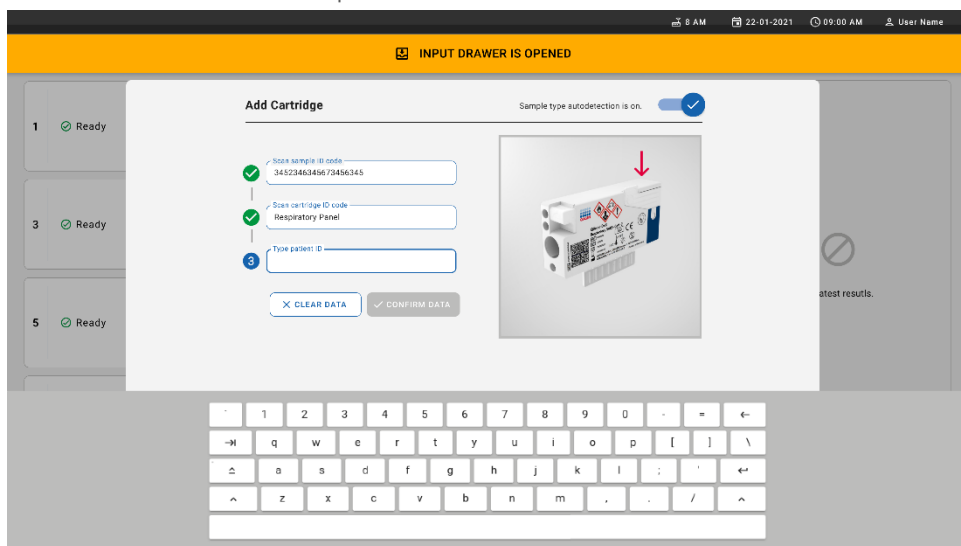 8 AM 22-01-2021 09:00 AM User Name
INPUT DRAWER IS OPENED
Add Cartridge
Sample type autodetection is on.
1 Ready
Scan sample ID code
3452346345673456345
Scan cartridge ID code
Respiratory Panel
3 Ready
Type patient ID
3
atest resutls.
CLEAR DATA CONFIRM DATA
5 Ready
` 1 2 3 4 5 6 7 8 9 0 - =
q w e r t y u i o p [ ] \
a s d f g h j k l ; '
z x c v b n m , . /